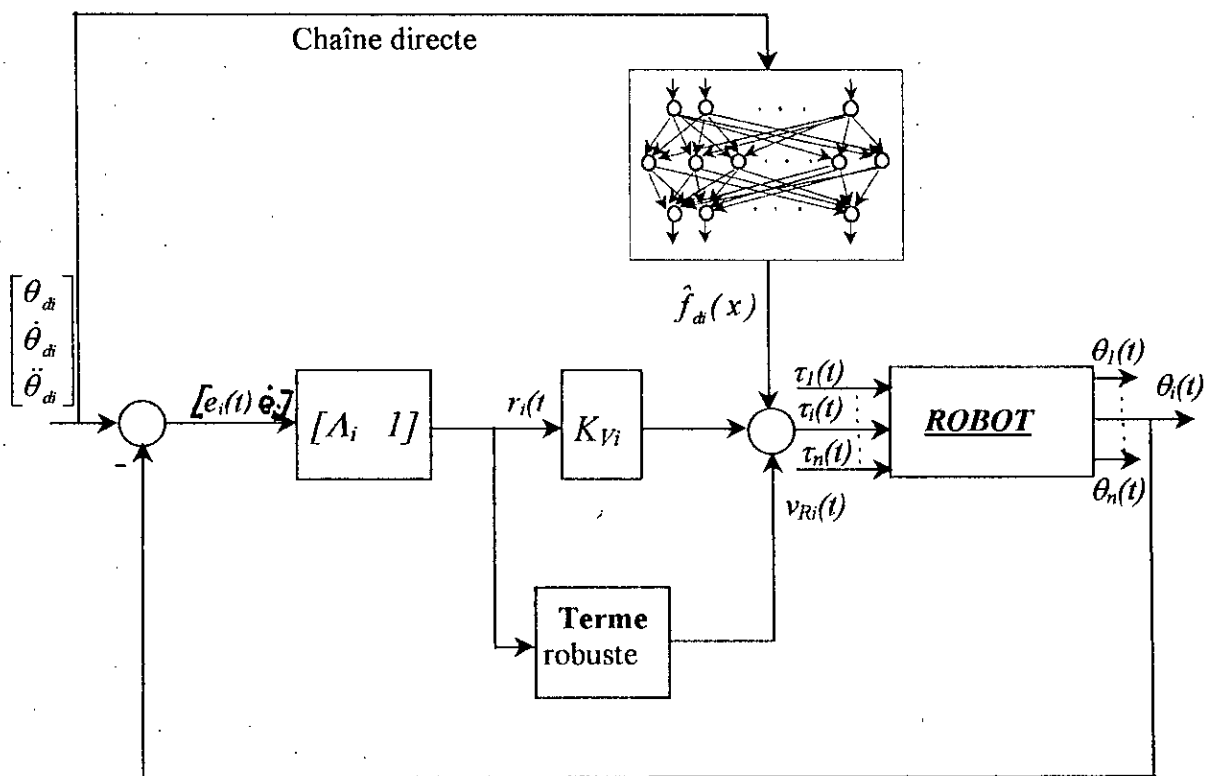 Chaîne directe
θ_di
θ̇_di
θ̈_di
f̂_di(x)
[e_i(t) ė_i]
-
[Λ_i 1]
r_i(t
K_Vi
τ_1(t)
τ_i(t)
τ_n(t)
ROBOT
θ_1(t)
θ_i(t)
θ_n(t)
v_Ri(t)
Terme
robuste